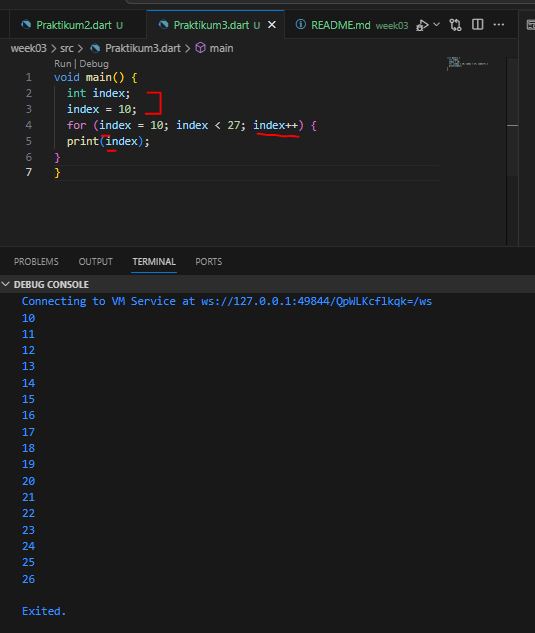 Praktikum2.dart U
Praktikum3.dart U
README.md week03
week03 > src > Praktikum3.dart > main
Run | Debug
1 void main() {
2 int index;
3 index = 10;
4 for (index = 10; index < 27; index++) {
5 print(index);
6 }
7 }
PROBLEMS OUTPUT TERMINAL PORTS
DEBUG CONSOLE
Connecting to VM Service at ws://127.0.0.1:49844/QpWLKcflkqk=/ws
10
11
12
13
14
15
16
17
18
19
20
21
22
23
24
25
26
Exited.